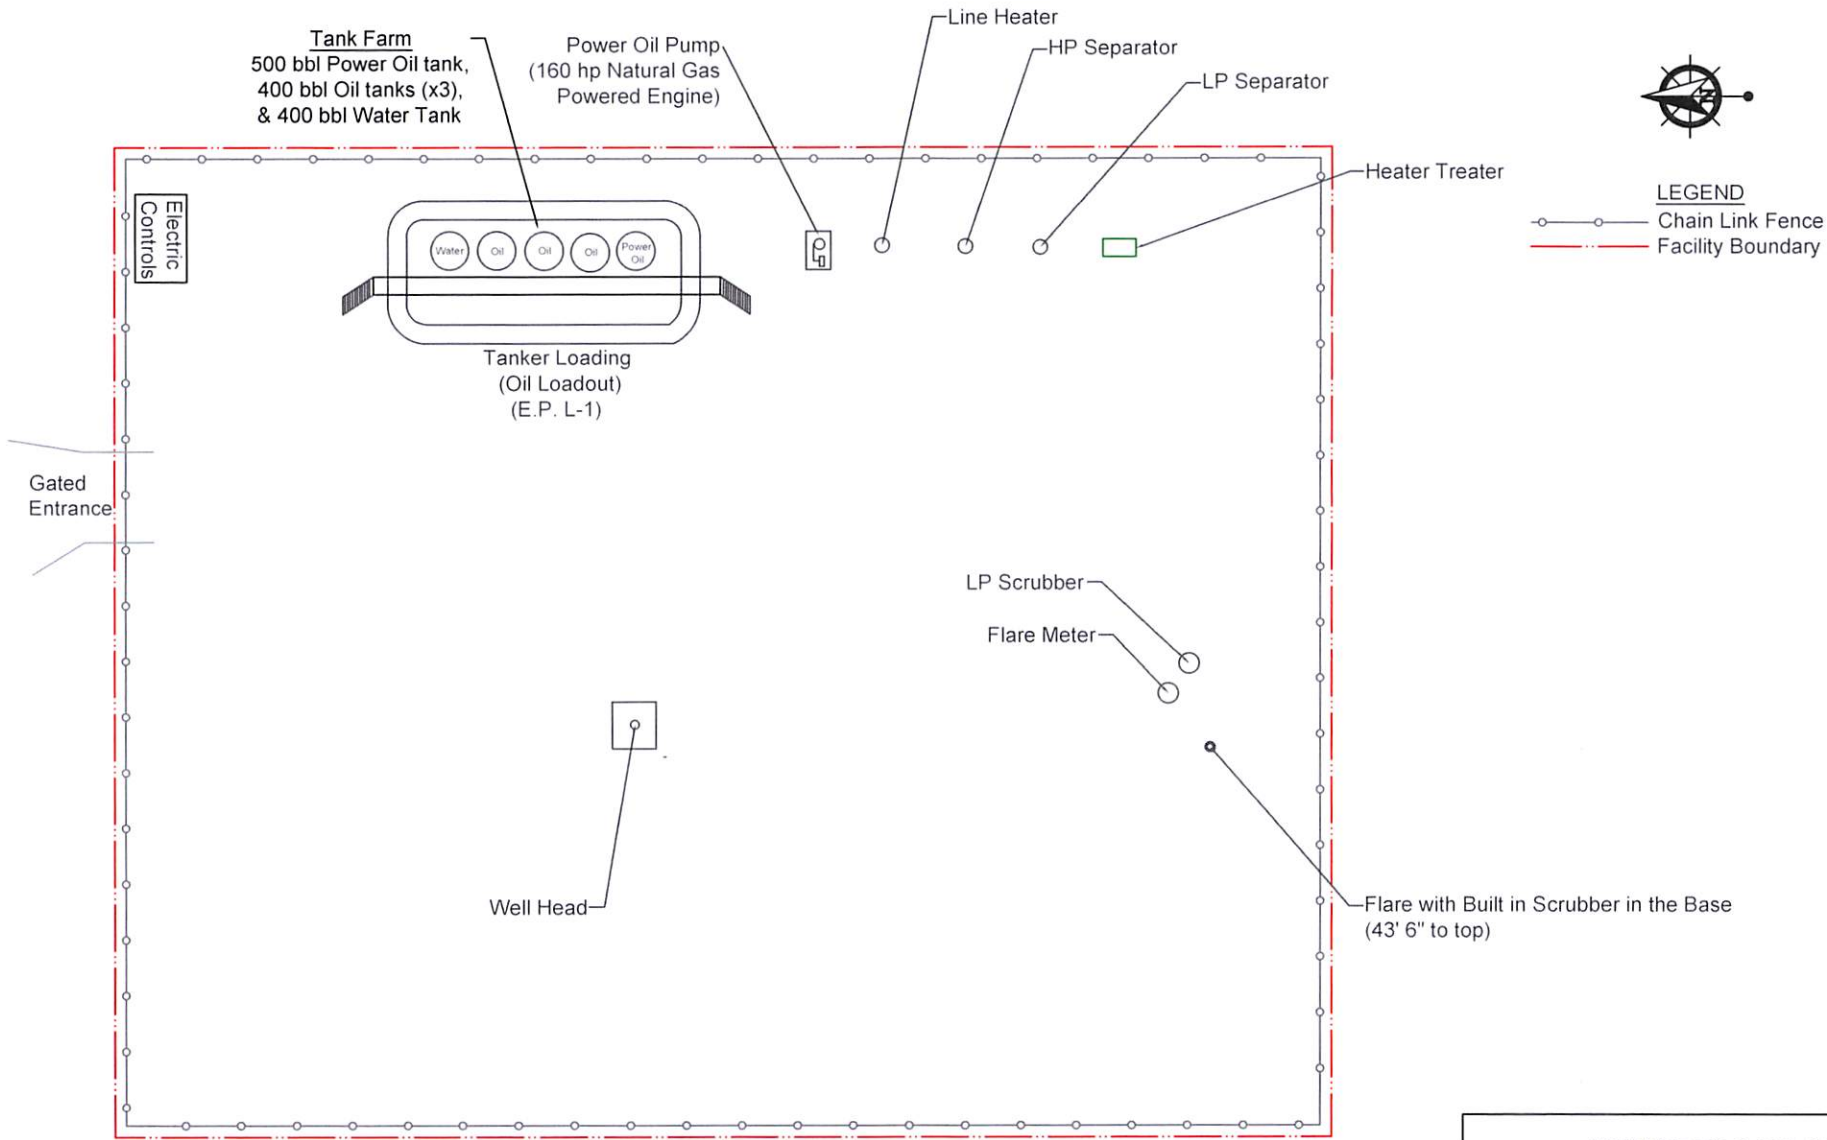 Tank Farm
500 bbl Power Oil tank,
400 bbl Oil tanks (x3),
& 400 bbl Water Tank
Power Oil Pump
(160 hp Natural Gas
Powered Engine)
Line Heater
HP Separator
LP Separator
Heater Treater
N
LEGEND
Chain Link Fence
Facility Boundary
Electric
Controls
Water
Oil
Oil
Oil
Power
Oil
Tanker Loading
(Oil Loadout)
(E.P. L-1)
Gated
Entrance
LP Scrubber
Flare Meter
Well Head
Flare with Built in Scrubber in the Base
(43' 6" to top)